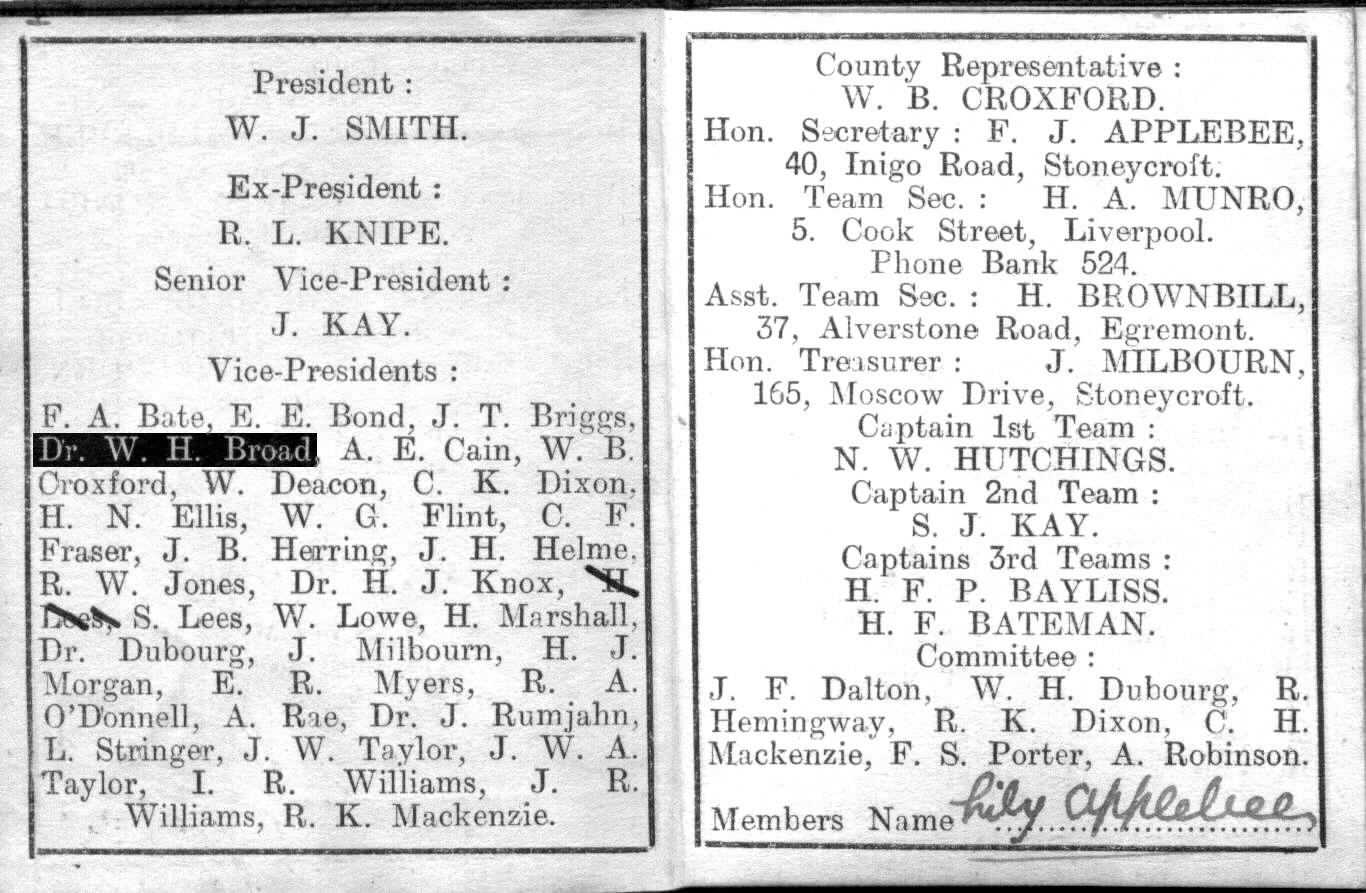 President :
W. J. SMITH.
Ex-President :
R. L. KNIPE.
Senior Vice-President :
J. KAY.
Vice-Presidents :
F. A. Bate, E. E. Bond, J. T. Briggs,
Dr. W. H. Broad, A. E. Cain, W. B.
Croxford, W. Deacon, C. K. Dixon,
H. N. Ellis, W. G. Flint, C. F.
Fraser, J. B. Herring, J. H. Helme,
R. W. Jones, Dr. H. J. Knox, H.
Lees, S. Lees, W. Lowe, H. Marshall,
Dr. Dubourg, J. Milbourn, H. J.
Morgan, E. R. Myers, R. A.
O'Donnell, A. Rae, Dr. J. Rumjahn,
L. Stringer, J. W. Taylor, J. W. A.
Taylor, I. R. Williams, J. R.
Williams, R. K. Mackenzie.
County Representative :
W. B. CROXFORD.
Hon. Secretary : F. J. APPLEBEE,
40, Inigo Road, Stoneycroft.
Hon. Team Sec. : H. A. MUNRO,
5. Cook Street, Liverpool.
Phone Bank 524.
Asst. Team Sec. : H. BROWNBILL,
37, Alverstone Road, Egremont.
Hon. Treasurer : J. MILBOURN,
165, Moscow Drive, Stoneycroft.
Captain 1st Team :
N. W. HUTCHINGS.
Captain 2nd Team :
S. J. KAY.
Captains 3rd Teams :
H. F. P. BAYLISS.
H. F. BATEMAN.
Committee :
J. F. Dalton, W. H. Dubourg, R.
Hemingway, R. K. Dixon, C. H.
Mackenzie, F. S. Porter, A. Robinson.
Members Name Lily Applebee